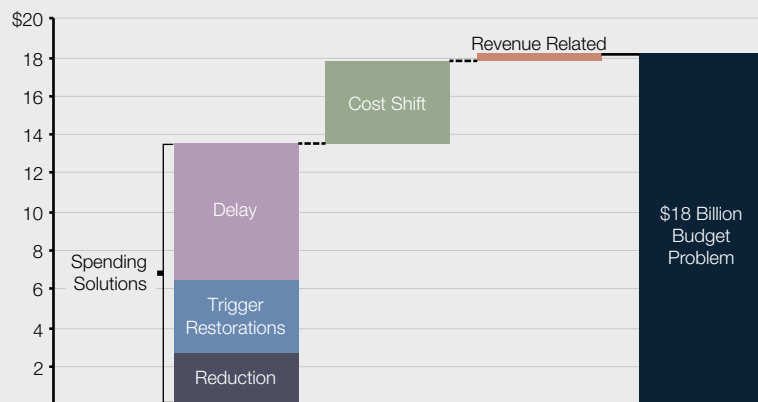 $20
18
16
14
12
10
8
6
4
2
Revenue Related
Cost Shift
Delay
$18 Billion
Budget
Problem
Spending
Solutions
Trigger
Restorations
Reduction